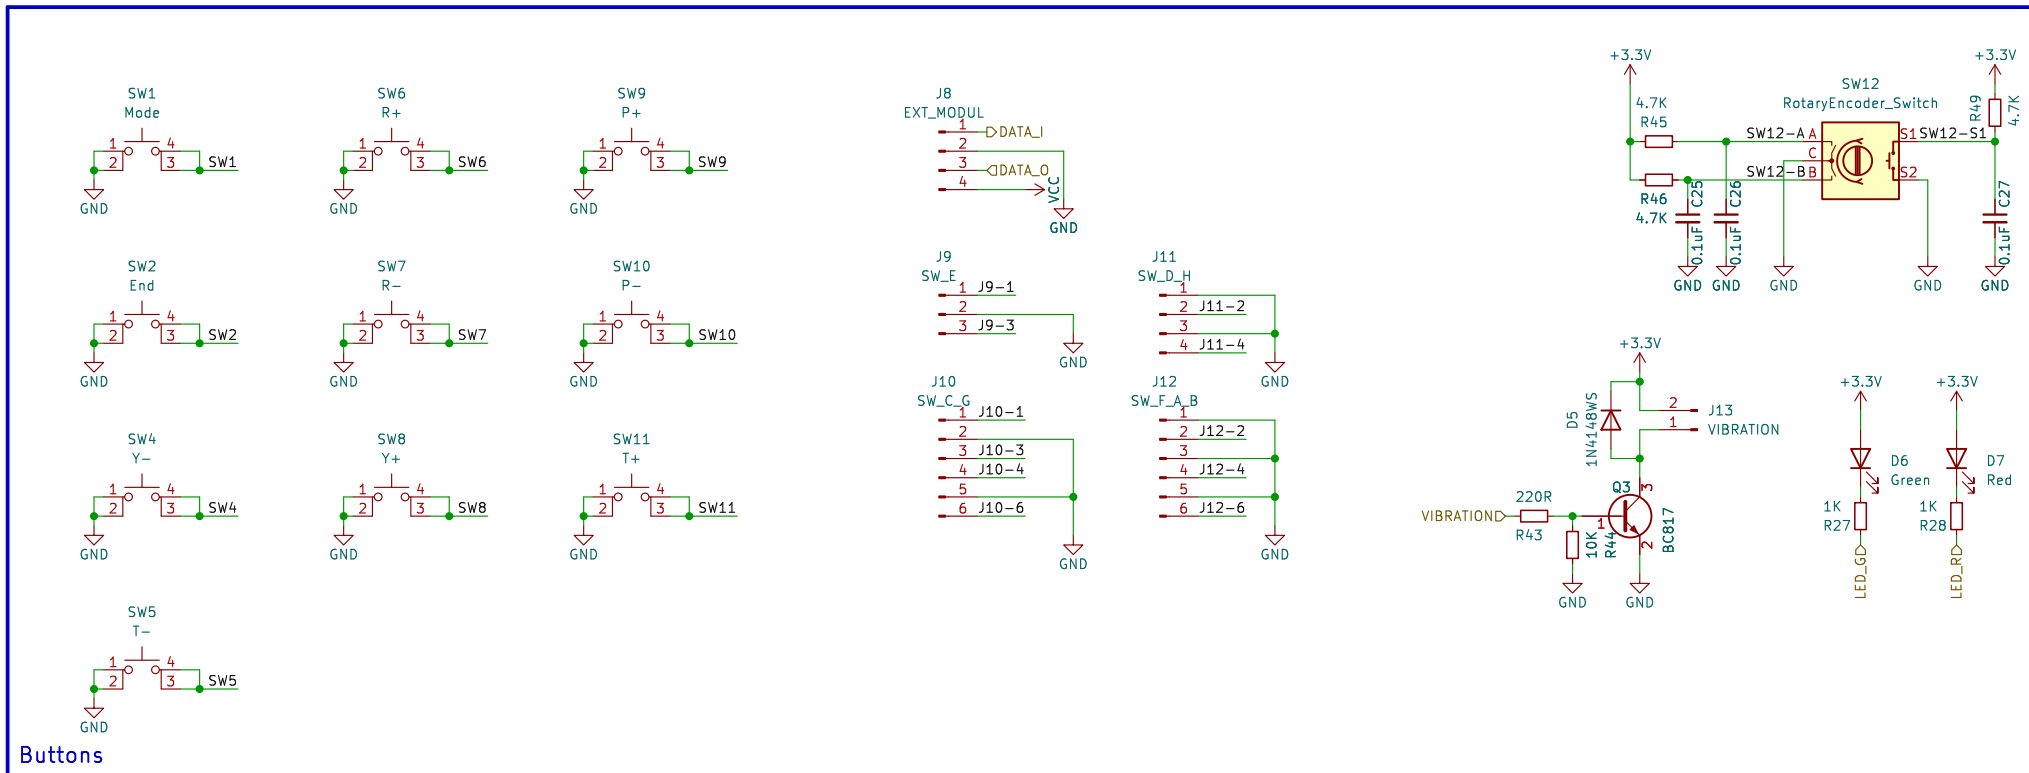 SW1
Mode
1
2
4
3
SW1
GND
SW6
R+
1
2
4
3
SW6
GND
SW9
P+
1
2
4
3
SW9
GND
SW2
End
1
2
4
3
SW2
GND
SW7
R-
1
2
4
3
SW7
GND
SW10
P-
1
2
4
3
SW10
GND
SW4
Y-
1
2
4
3
SW4
GND
SW8
Y+
1
2
4
3
SW8
GND
SW11
T+
1
2
4
3
SW11
GND
SW5
T-
1
2
4
3
SW5
GND
Buttons
J8
EXT_MODUL
1
DATA_I
2
3
DATA_O
4
VCC
GND
J9
SW_E
1
J9-1
2
3
J9-3
GND
J11
SW_D_H
1
2
J11-2
3
4
J11-4
GND
J10
SW_C_G
1
J10-1
2
3
J10-3
4
J10-4
5
6
J10-6
GND
J12
SW_F_A_B
1
2
J12-2
3
4
J12-4
5
6
J12-6
GND
+3.3V
4.7K
R45
R46
4.7K
C25
0.1uF
GND
C26
0.1uF
GND
SW12
RotaryEncoder_Switch
SW12-A
A
C
SW12-B
B
S1
SW12-S1
S2
GND
GND
+3.3V
R49
4.7K
C27
0.1uF
GND
+3.3V
D5
1N4148WS
2
1
J13
VIBRATION
VIBRATION
220R
R43
10K
R44
GND
Q3
1
3
2
BC817
GND
+3.3V
D6
Green
1K
R27
LED_G
+3.3V
D7
Red
1K
R28
LED_R